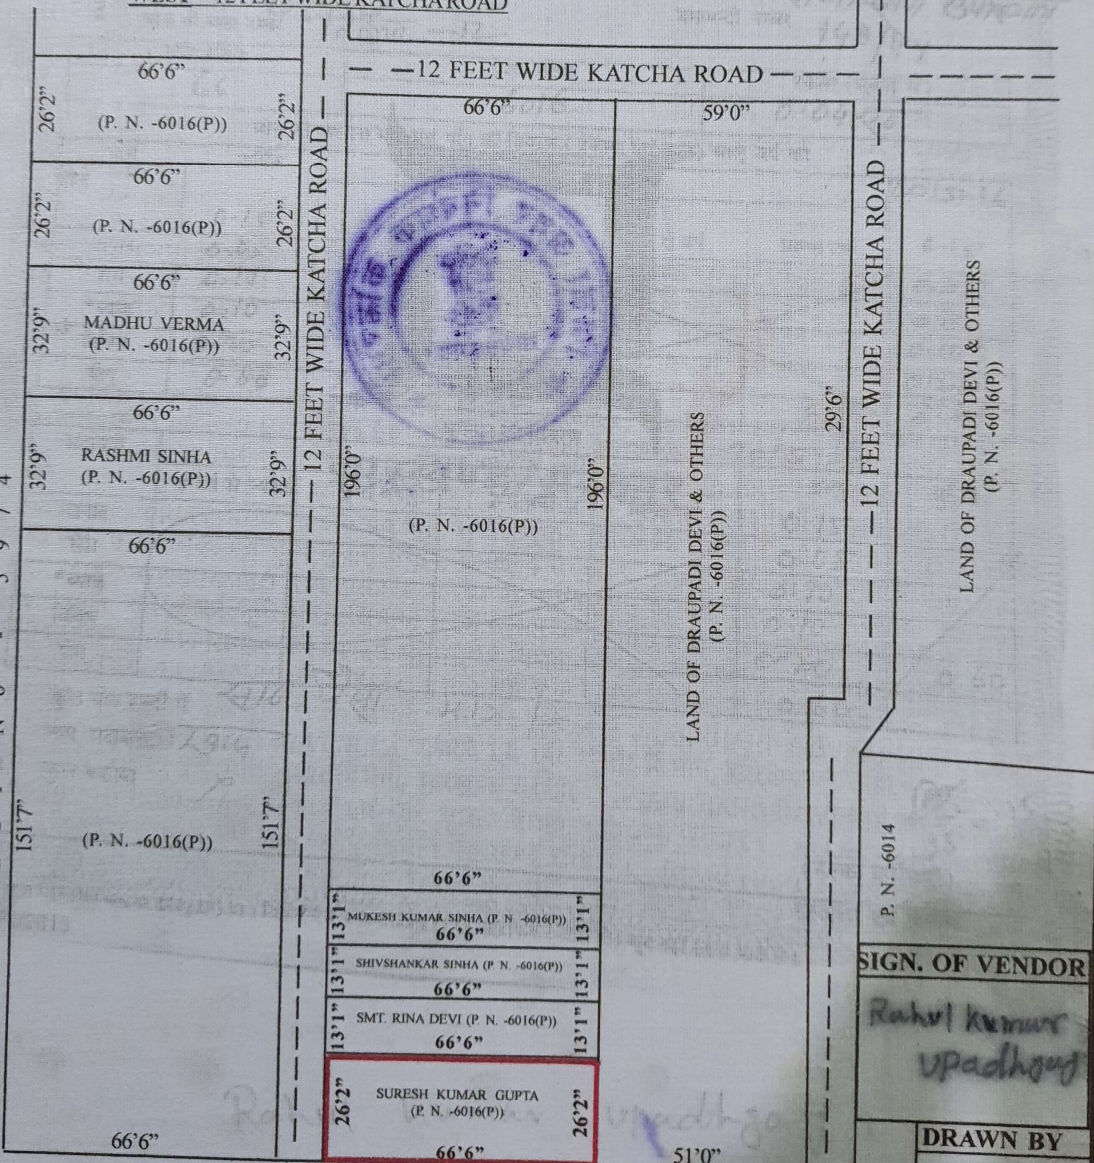 12 FEET WIDE KATCHA ROAD
66'6"
26'2"
(P. N. -6016(P))
26'2"
66'6"
26'2"
(P. N. -6016(P))
26'2"
66'6"
32'9"
MADHU VERMA
(P. N. -6016(P))
32'9"
66'6"
32'9"
RASHMI SINHA
(P. N. -6016(P))
32'9"
66'6"
151'7"
(P. N. -6016(P))
151'7"
66'6"
12 FEET WIDE KATCHA ROAD
66'6"
196'0"
196'0"
(P. N. -6016(P))
66'6"
13'1"
MUKESH KUMAR SINHA (P. N -6016(P))
13'1"
66'6"
13'1"
SHIVSHANKAR SINHA (P. N. -6016(P))
13'1"
66'6"
13'1"
SMT. RINA DEVI (P. N. -6016(P))
13'1"
66'6"
26'2"
SURESH KUMAR GUPTA
(P. N. -6016(P))
26'2"
66'6"
59'0"
LAND OF DRAUPADI DEVI & OTHERS
(P. N. -6016(P))
29'6"
51'0"
12 FEET WIDE KATCHA ROAD
LAND OF DRAUPADI DEVI & OTHERS
(P. N. -6016(P))
P. N. -6014
SIGN. OF VENDOR
Rahul Kumar
Upadhyay
DRAWN BY